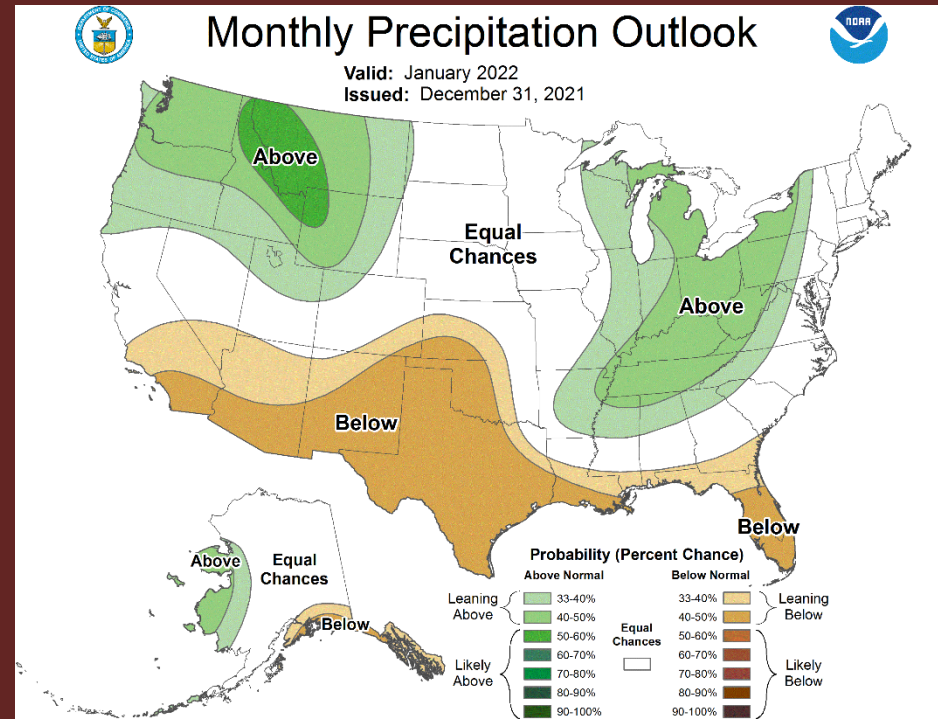 Monthly Precipitation Outlook
NOAA
Valid: January 2022
Issued: December 31, 2021
Above
Equal
Chances
Above
Below
Below
Above
Equal
Chances
Below
Probability (Percent Chance)
Above Normal
Below Normal
Leaning
Above
33-40%
40-50%
Likely
Above
50-60%
60-70%
70-80%
80-90%
90-100%
Equal
Chances
33-40%
40-50%
Leaning
Below
50-60%
60-70%
70-80%
80-90%
90-100%
Likely
Below